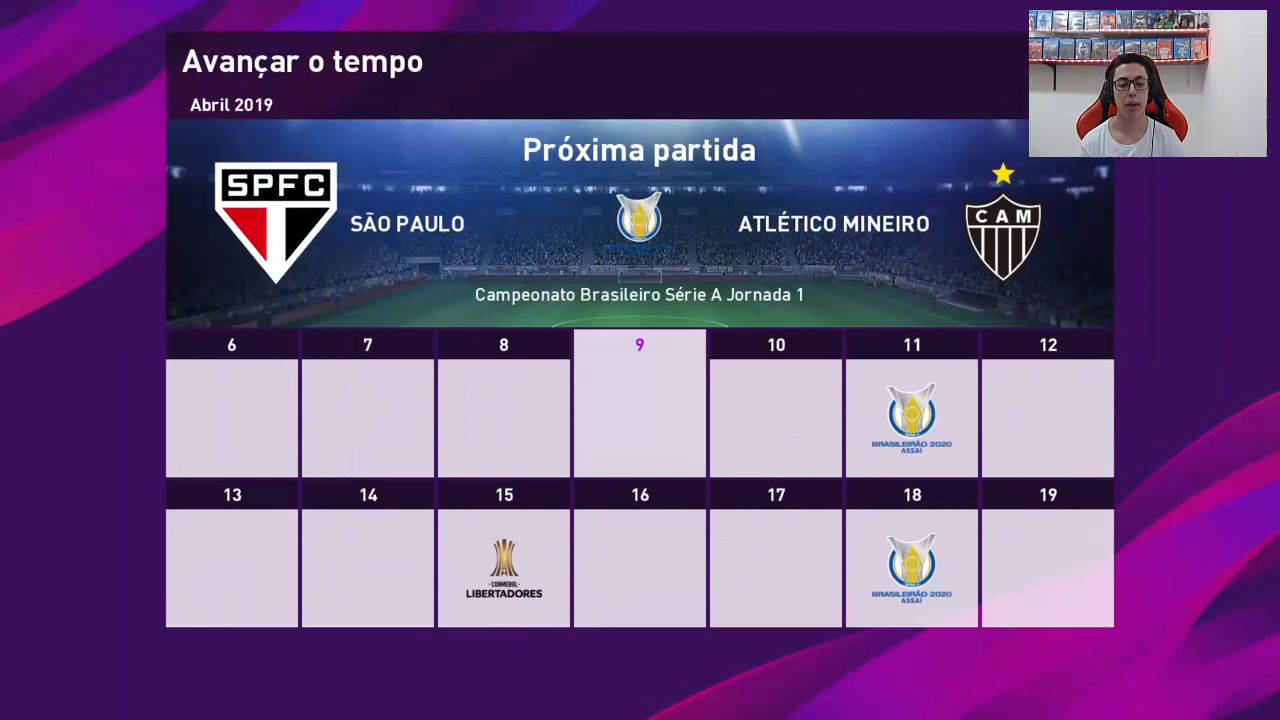 Avançar o tempo
Abril 2019
Próxima partida
SPFC
SÃO PAULO
ATLÉTICO MINEIRO
CAM
Campeonato Brasileiro Série A Jornada 1
6 7 8 9 10 11 12
BRASILEIRÃO 2020
ASSAÍ
13 14 15 16 17 18 19
·CONMEBOL·
LIBERTADORES
BRASILEIRÃO 2020
ASSAÍ